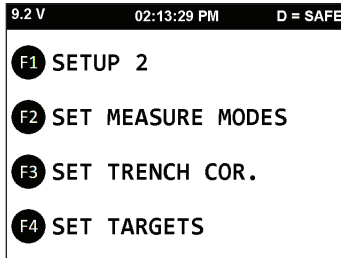 9.2 V 02:13:29 PM D = SAFE
F1 SETUP 2
F2 SET MEASURE MODES
F3 SET TRENCH COR.
F4 SET TARGETS